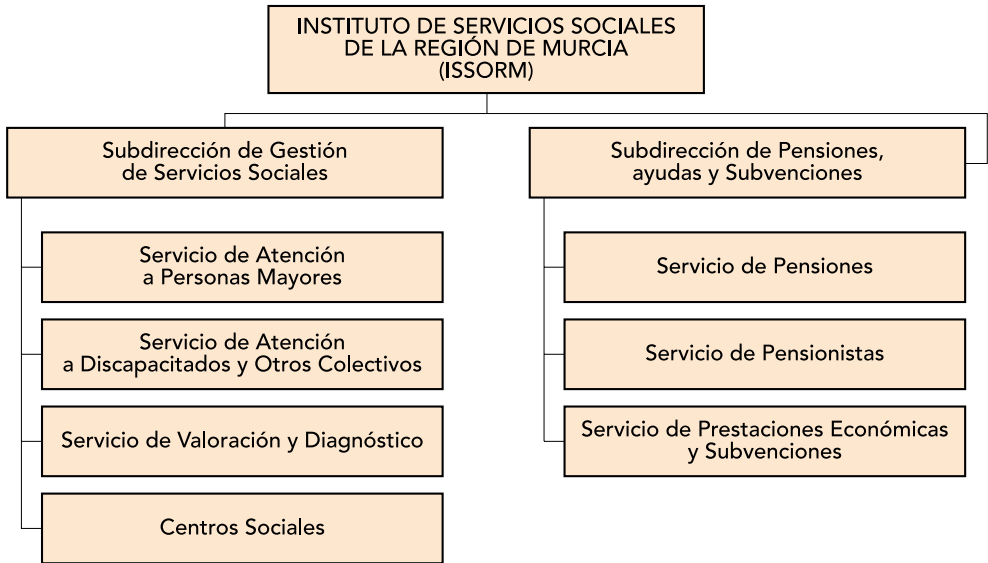 INSTITUTO DE SERVICIOS SOCIALES
DE LA REGIÓN DE MURCIA
(ISSORM)
Subdirección de Gestión
de Servicios Sociales
Servicio de Atención
a Personas Mayores
Servicio de Atención
a Discapacitados y Otros Colectivos
Servicio de Valoración y Diagnóstico
Centros Sociales
Subdirección de Pensiones,
ayudas y Subvenciones
Servicio de Pensiones
Servicio de Pensionistas
Servicio de Prestaciones Económicas
y Subvenciones